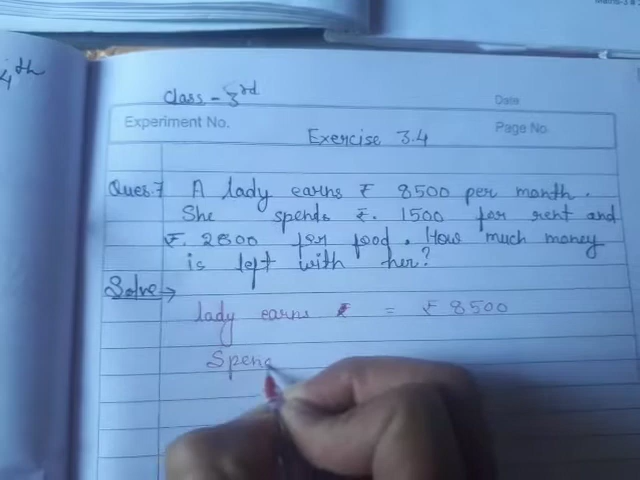 4th
Class - 3rd
Date
Experiment No.
Page No.
Exercise 3.4
Ques.7 A lady earns ₹ 8500 per month.
She spends ₹. 1500 for rent and
₹. 2800 for food. How much money
is left with her?
Solve→
lady earns ₹ = ₹ 8500
Spend